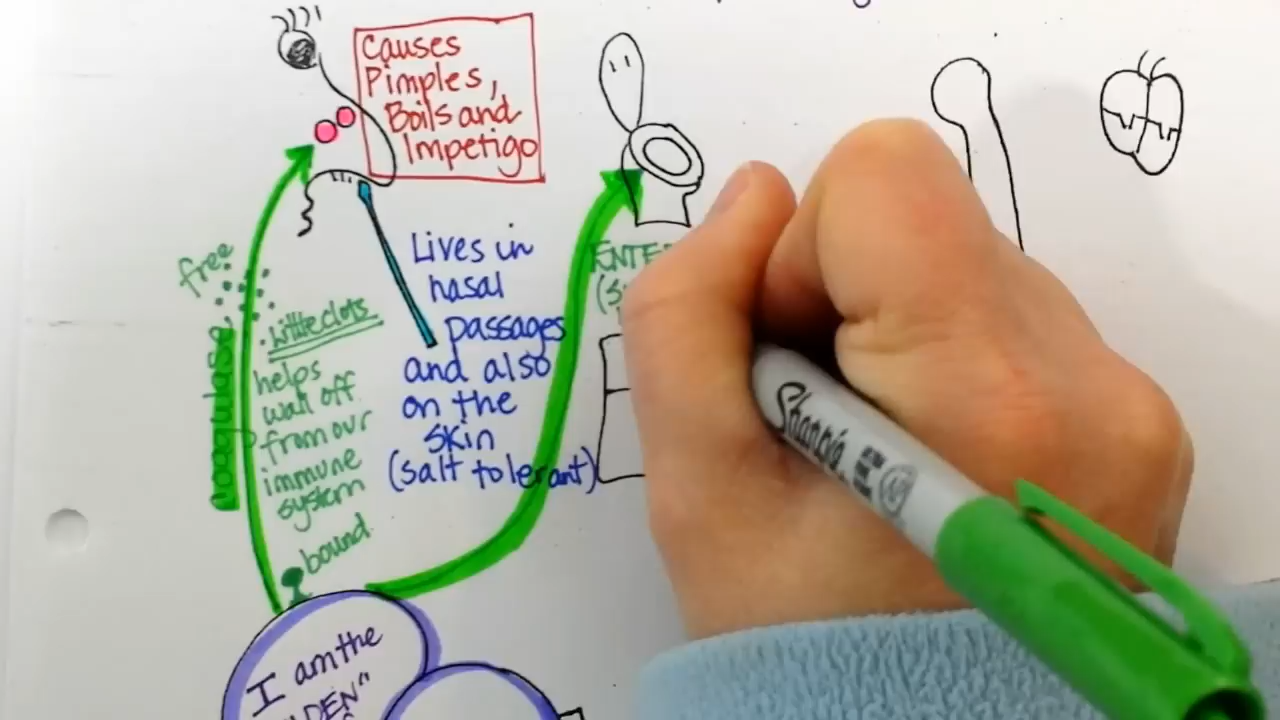 Causes
Pimples,
Boils and
Impetigo
free
coagulase
little clots
helps
wall off
from our
immune
system
bound
Lives in
nasal
passages
and also
on the
skin
(salt tolerant)
I am the
Sharpie